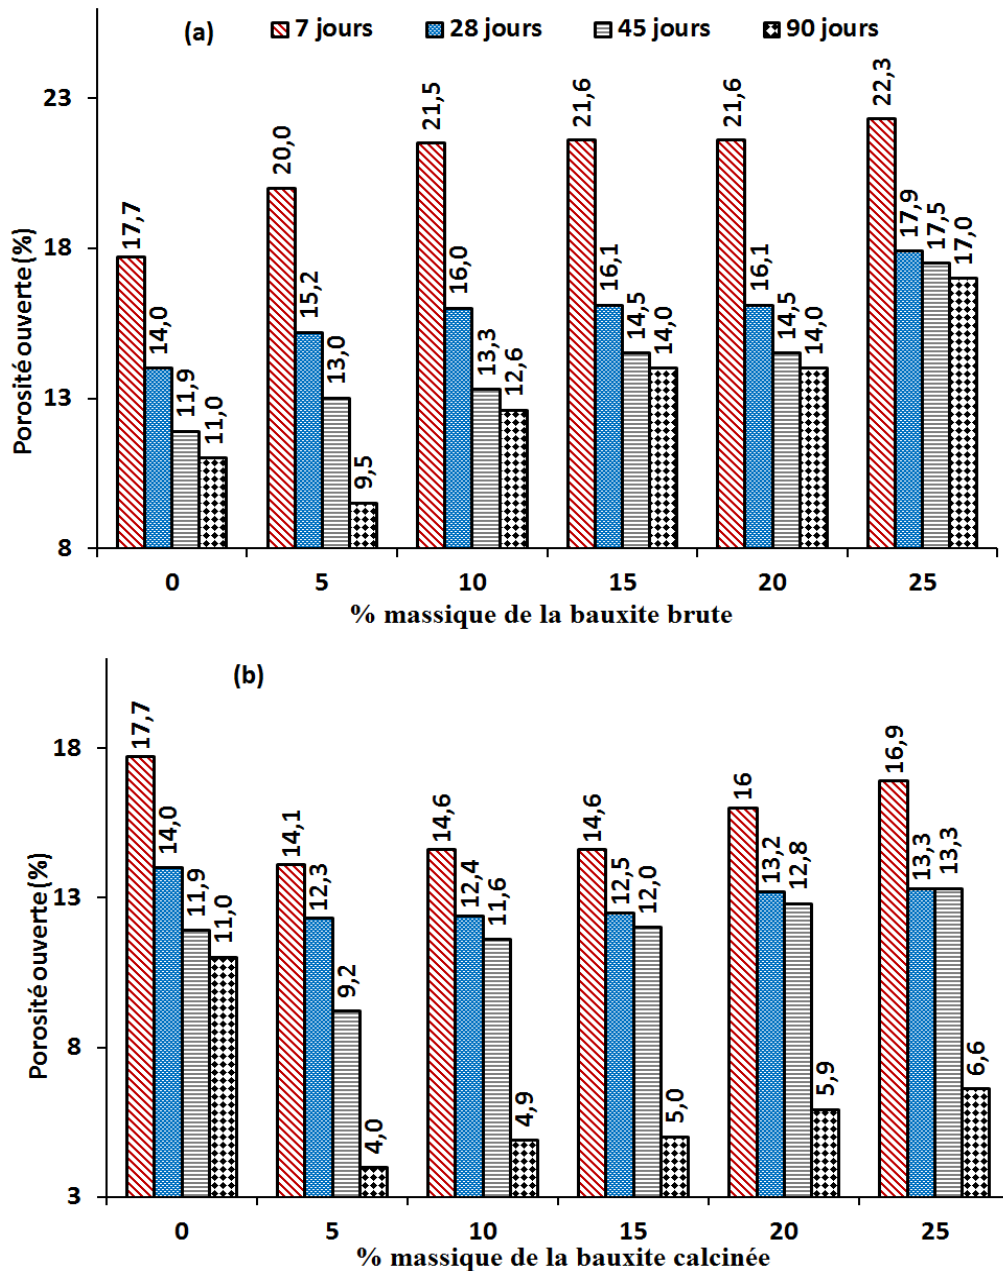 (a) 7 jours 28 jours 45 jours 90 jours
Porosité ouverte(%)
23
18
13
8
17,7 14,0 11,9 11,0
20,0 15,2 13,0 9,5
21,5 16,0 13,3 12,6
21,6 16,1 14,5 14,0
21,6 16,1 14,5 14,0
22,3 17,9 17,5 17,0
0 5 10 15 20 25
% massique de la bauxite brute
(b)
Porosité ouverte(%)
18
13
8
3
17,7 14,0 11,9 11,0
14,1 12,3 9,2 4,0
14,6 12,4 11,6 4,9
14,6 12,5 12,0 5,0
16 13,2 12,8 5,9
16,9 13,3 13,3 6,6
0 5 10 15 20 25
% massique de la bauxite calcinée